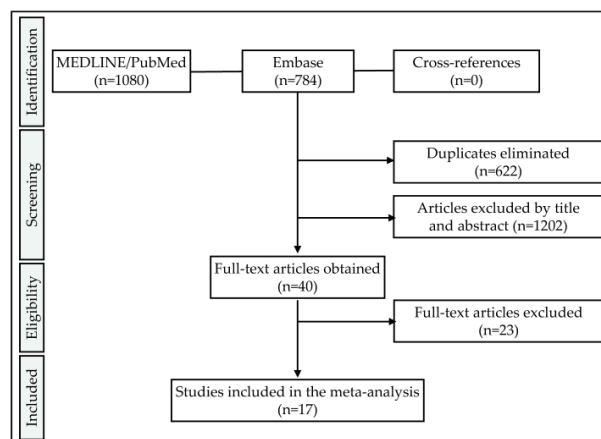 Identification
MEDLINE/PubMed
(n=1080)
Embase
(n=784)
Cross-references
(n=0)
Screening
Duplicates eliminated
(n=622)
Articles excluded by title
and abstract (n=1202)
Full-text articles obtained
(n=40)
Eligibility
Full-text articles excluded
(n=23)
Included
Studies included in the meta-analysis
(n=17)